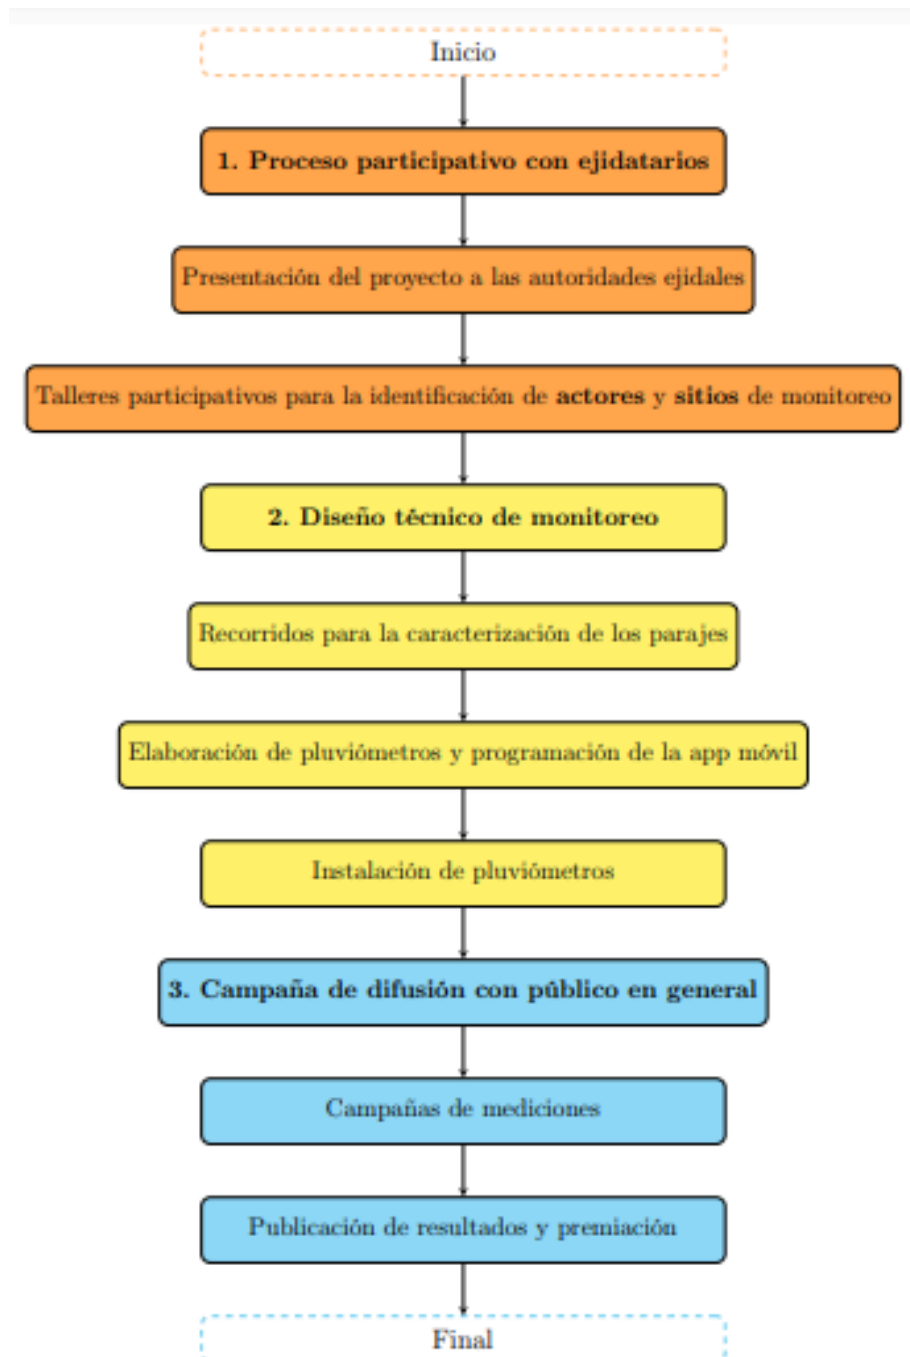 Inicio
1. Proceso participativo con ejidatarios
Presentación del proyecto a las autoridades ejidales
Talleres participativos para la identificación de actores y sitios de monitoreo
2. Diseño técnico de monitoreo
Recorridos para la caracterización de los parajes
Elaboración de pluviómetros y programación de la app móvil
Instalación de pluviómetros
3. Campaña de difusión con público en general
Campañas de mediciones
Publicación de resultados y premiación
Final